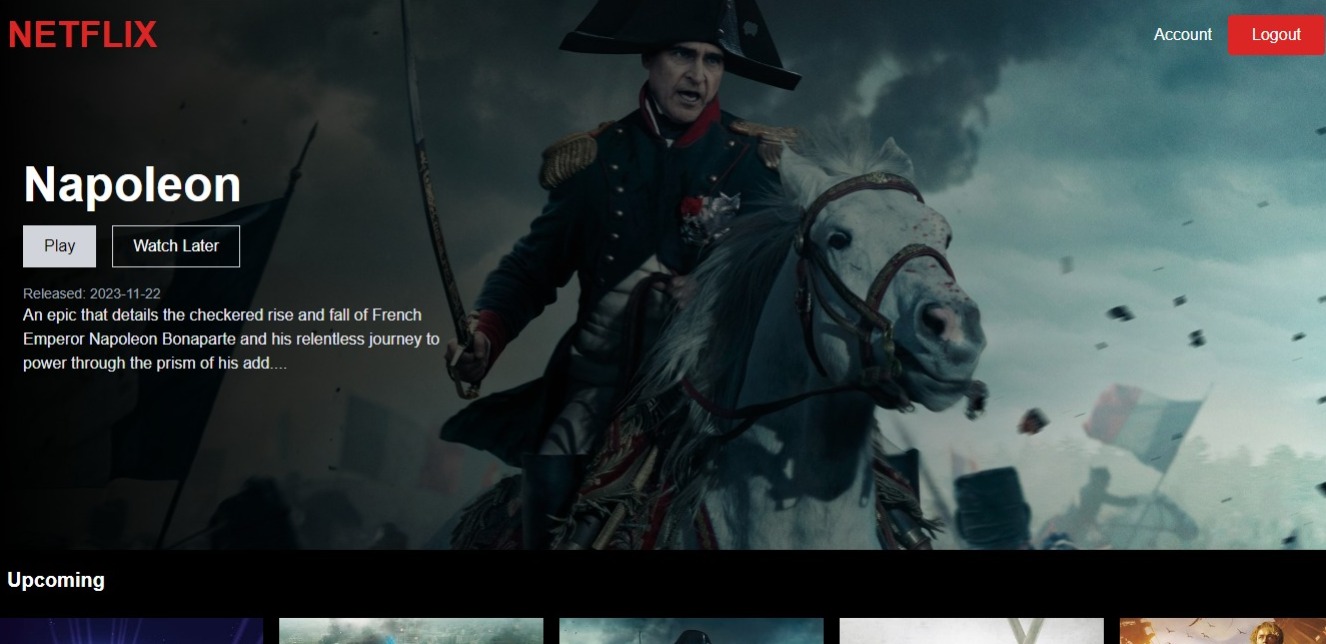 NETFLIX
Account
Logout
Napoleon
Play
Watch Later
Released: 2023-11-22
An epic that details the checkered rise and fall of French
Emperor Napoleon Bonaparte and his relentless journey to
power through the prism of his add....
Upcoming